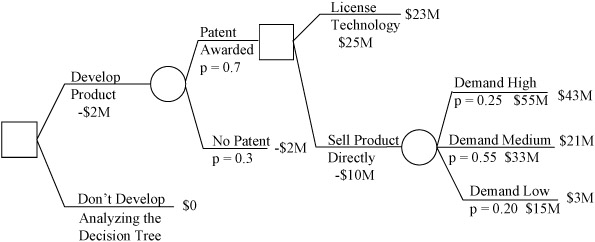 Develop
Product
-$2M
Don't Develop
Analyzing the
Decision Tree
$0
Patent
Awarded
p = 0.7
No Patent
p = 0.3
-$2M
License
Technology
$25M
$23M
Sell Product
Directly
-$10M
Demand High
p = 0.25 $55M
$43M
Demand Medium
p = 0.55 $33M
$21M
Demand Low
p = 0.20 $15M
$3M